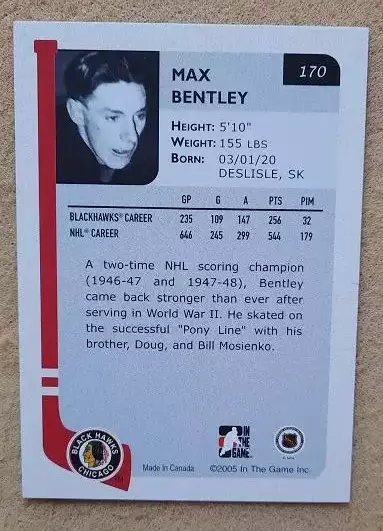 170
MAX
BENTLEY
HEIGHT: 5'10"
WEIGHT: 155 LBS
BORN: 03/01/20
DESLISLE, SK
GP G A PTS PIM
BLACKHAWKS® CAREER 235 109 147 256 32
NHL® CAREER 646 245 299 544 179
A two-time NHL scoring champion
(1946-47 and 1947-48), Bentley
came back stronger than ever after
serving in World War II. He skated on
the successful "Pony Line" with his
brother, Doug, and Bill Mosienko.
BLACK HAWKS
CHICAGO
Made in Canada
IN
THE
GAME
©2005 In The Game Inc.